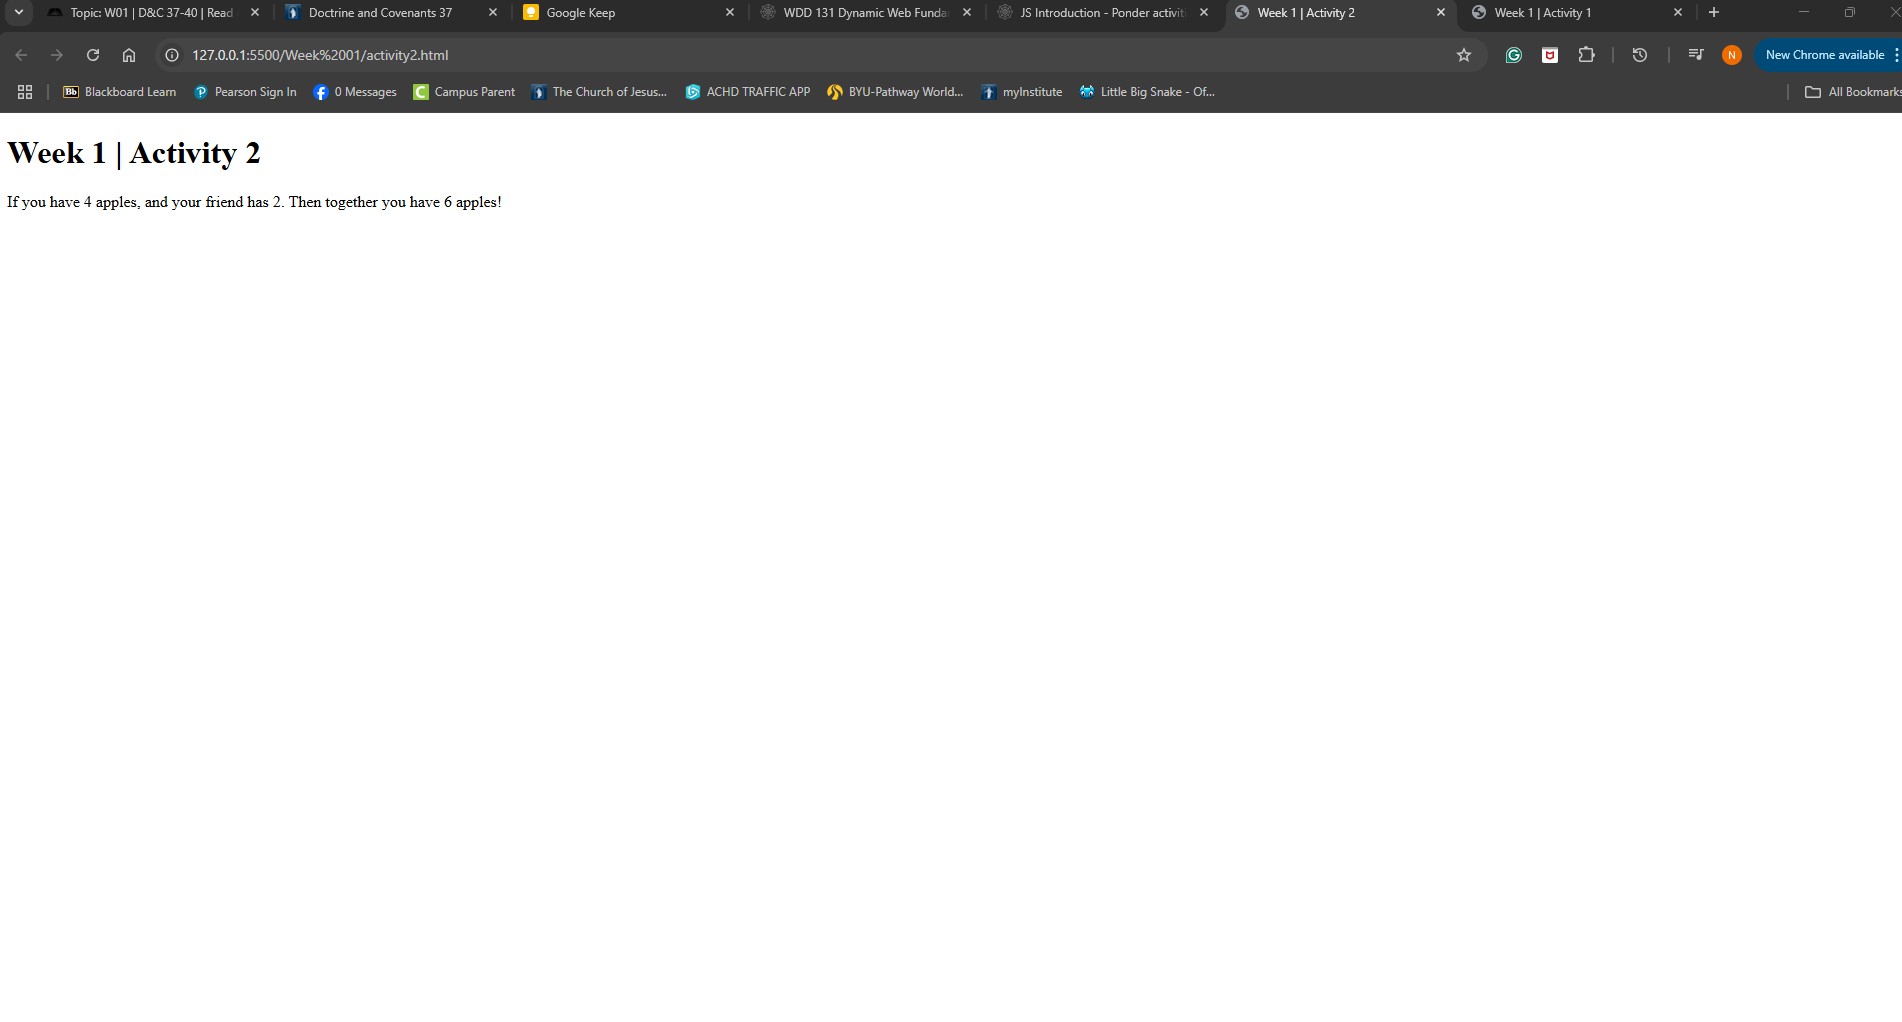 Topic: W01 | D&C 37-40 | Read
Doctrine and Covenants 37
Google Keep
WDD 131 Dynamic Web Funda
JS Introduction - Ponder activiti
Week 1 | Activity 2
Week 1 | Activity 1
127.0.0.1:5500/Week%2001/activity2.html
N
New Chrome available
Bb Blackboard Learn
Pearson Sign In
0 Messages
C Campus Parent
The Church of Jesus...
ACHD TRAFFIC APP
BYU-Pathway World...
myInstitute
Little Big Snake - Of...
All Bookmarks
Week 1 | Activity 2
If you have 4 apples, and your friend has 2. Then together you have 6 apples!